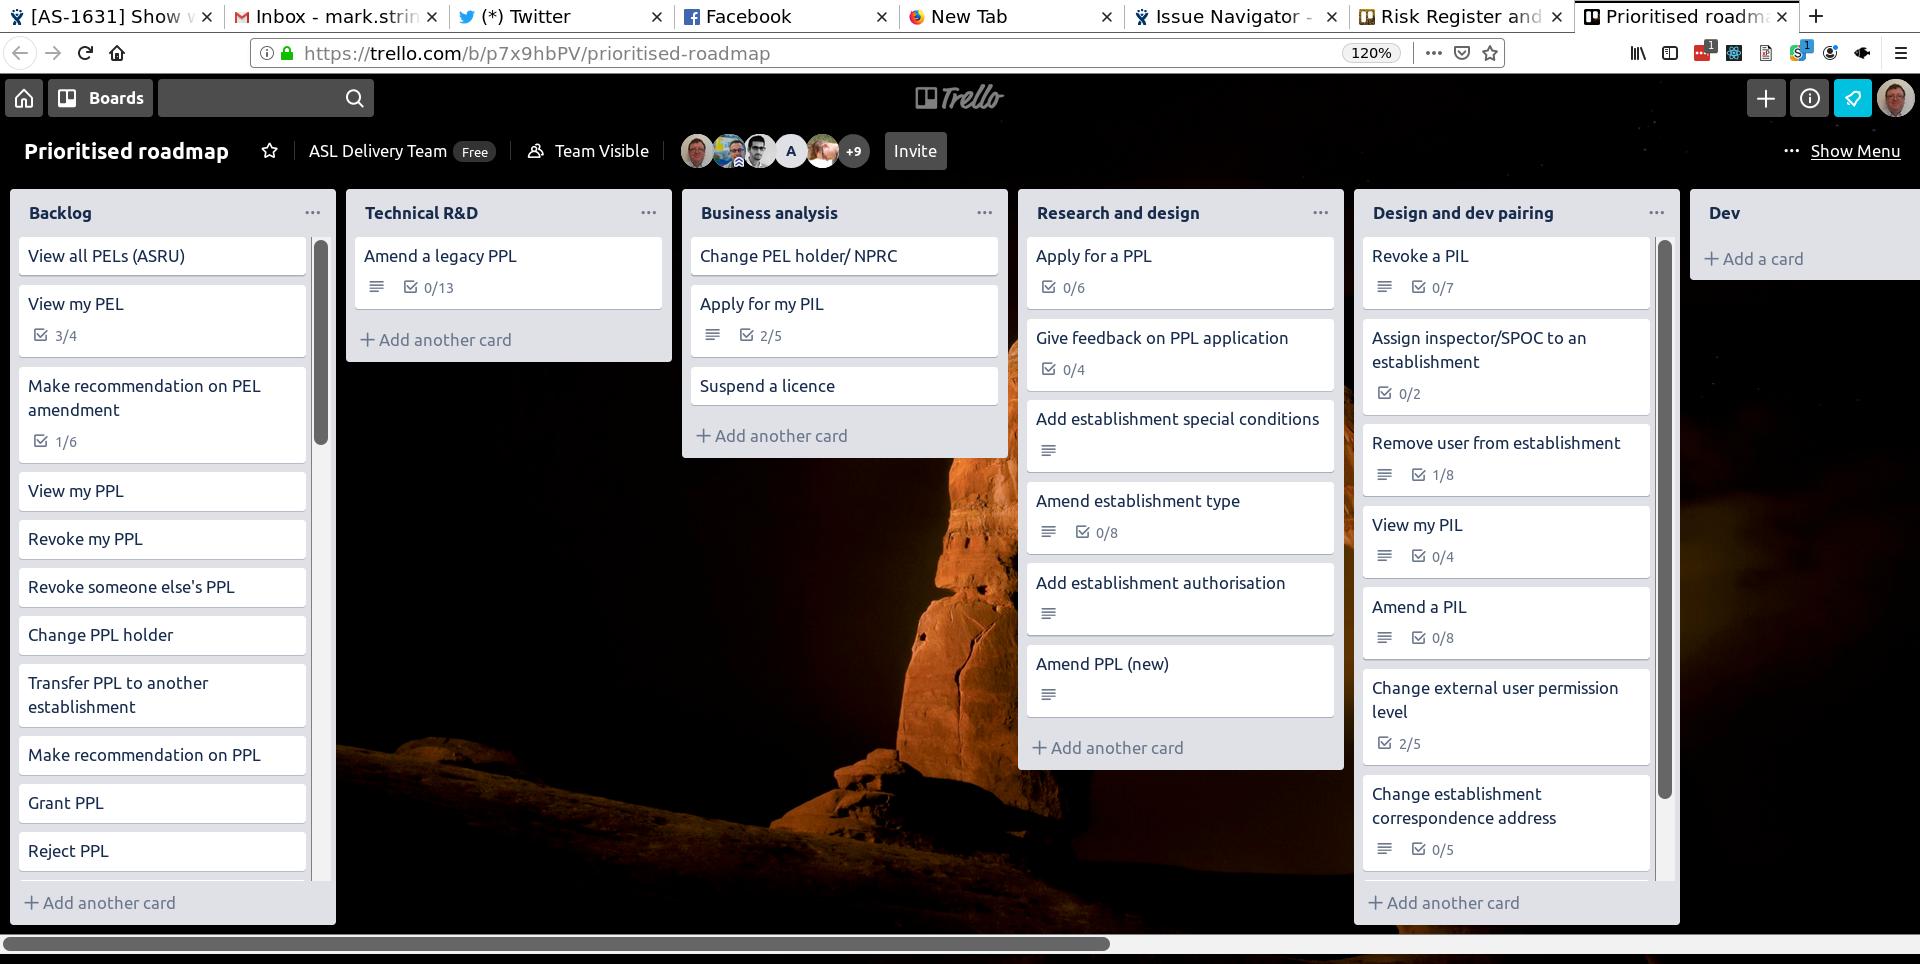 [AS-1631] Show
Inbox - mark.strin
(*) Twitter
Facebook
New Tab
Issue Navigator -
Risk Register and
Prioritised roadm
https://trello.com/b/p7x9hbPV/prioritised-roadmap
120%
1
1
Boards
Trello
Prioritised roadmap
ASL Delivery Team
Free
Team Visible
A
+9
Invite
Show Menu
Backlog
View all PELs (ASRU)
View my PEL
3/4
Make recommendation on PEL
amendment
1/6
View my PPL
Revoke my PPL
Revoke someone else's PPL
Change PPL holder
Transfer PPL to another
establishment
Make recommendation on PPL
Grant PPL
Reject PPL
+ Add another card
Technical R&D
Amend a legacy PPL
0/13
+ Add another card
Business analysis
Change PEL holder/ NPRC
Apply for my PIL
2/5
Suspend a licence
+ Add another card
Research and design
Apply for a PPL
0/6
Give feedback on PPL application
0/4
Add establishment special conditions
Amend establishment type
0/8
Add establishment authorisation
Amend PPL (new)
+ Add another card
Design and dev pairing
Revoke a PIL
0/7
Assign inspector/SPOC to an
establishment
0/2
Remove user from establishment
1/8
View my PIL
0/4
Amend a PIL
0/8
Change external user permission
level
2/5
Change establishment
correspondence address
0/5
+ Add another card
Dev
+ Add a card